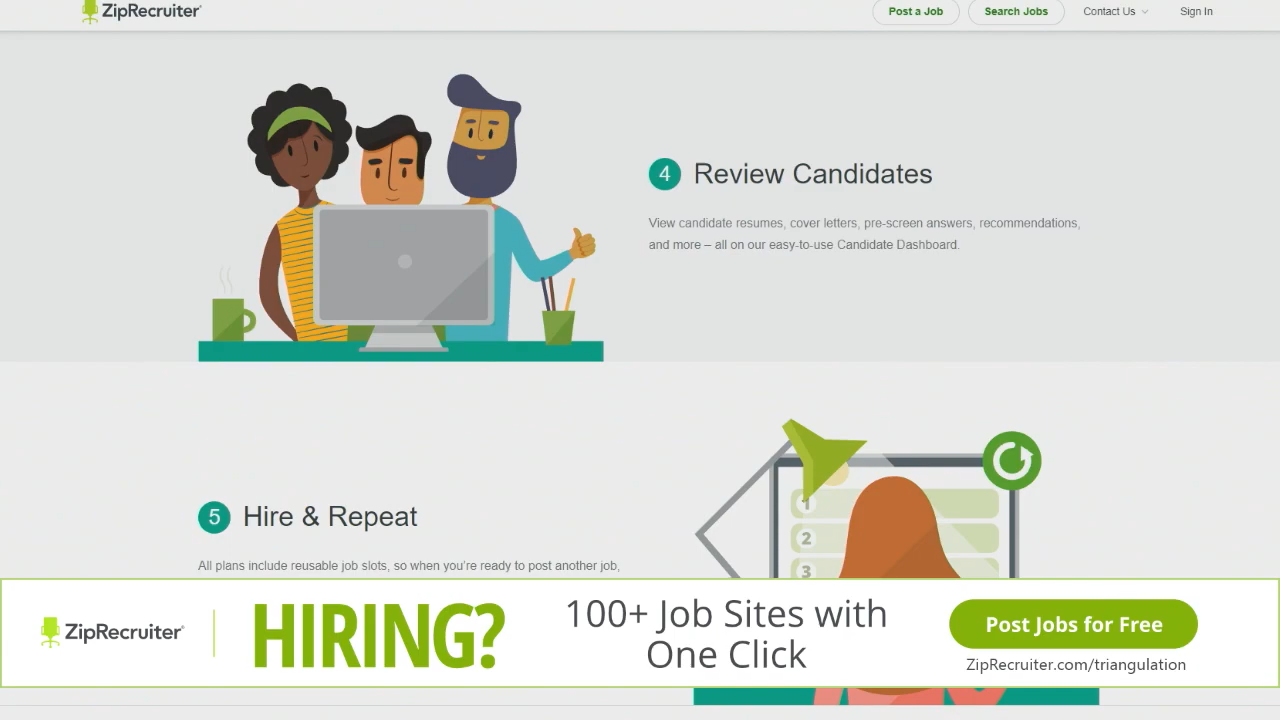 ZipRecruiter
Post a Job
Search Jobs
Contact Us
Sign In
4 Review Candidates
View candidate resumes, cover letters, pre-screen answers, recommendations,
and more – all on our easy-to-use Candidate Dashboard.
1
2
3
5 Hire & Repeat
All plans include reusable job slots, so when you’re ready to post another job,
ZipRecruiter
HIRING?
100+ Job Sites with
One Click
Post Jobs for Free
ZipRecruiter.com/triangulation